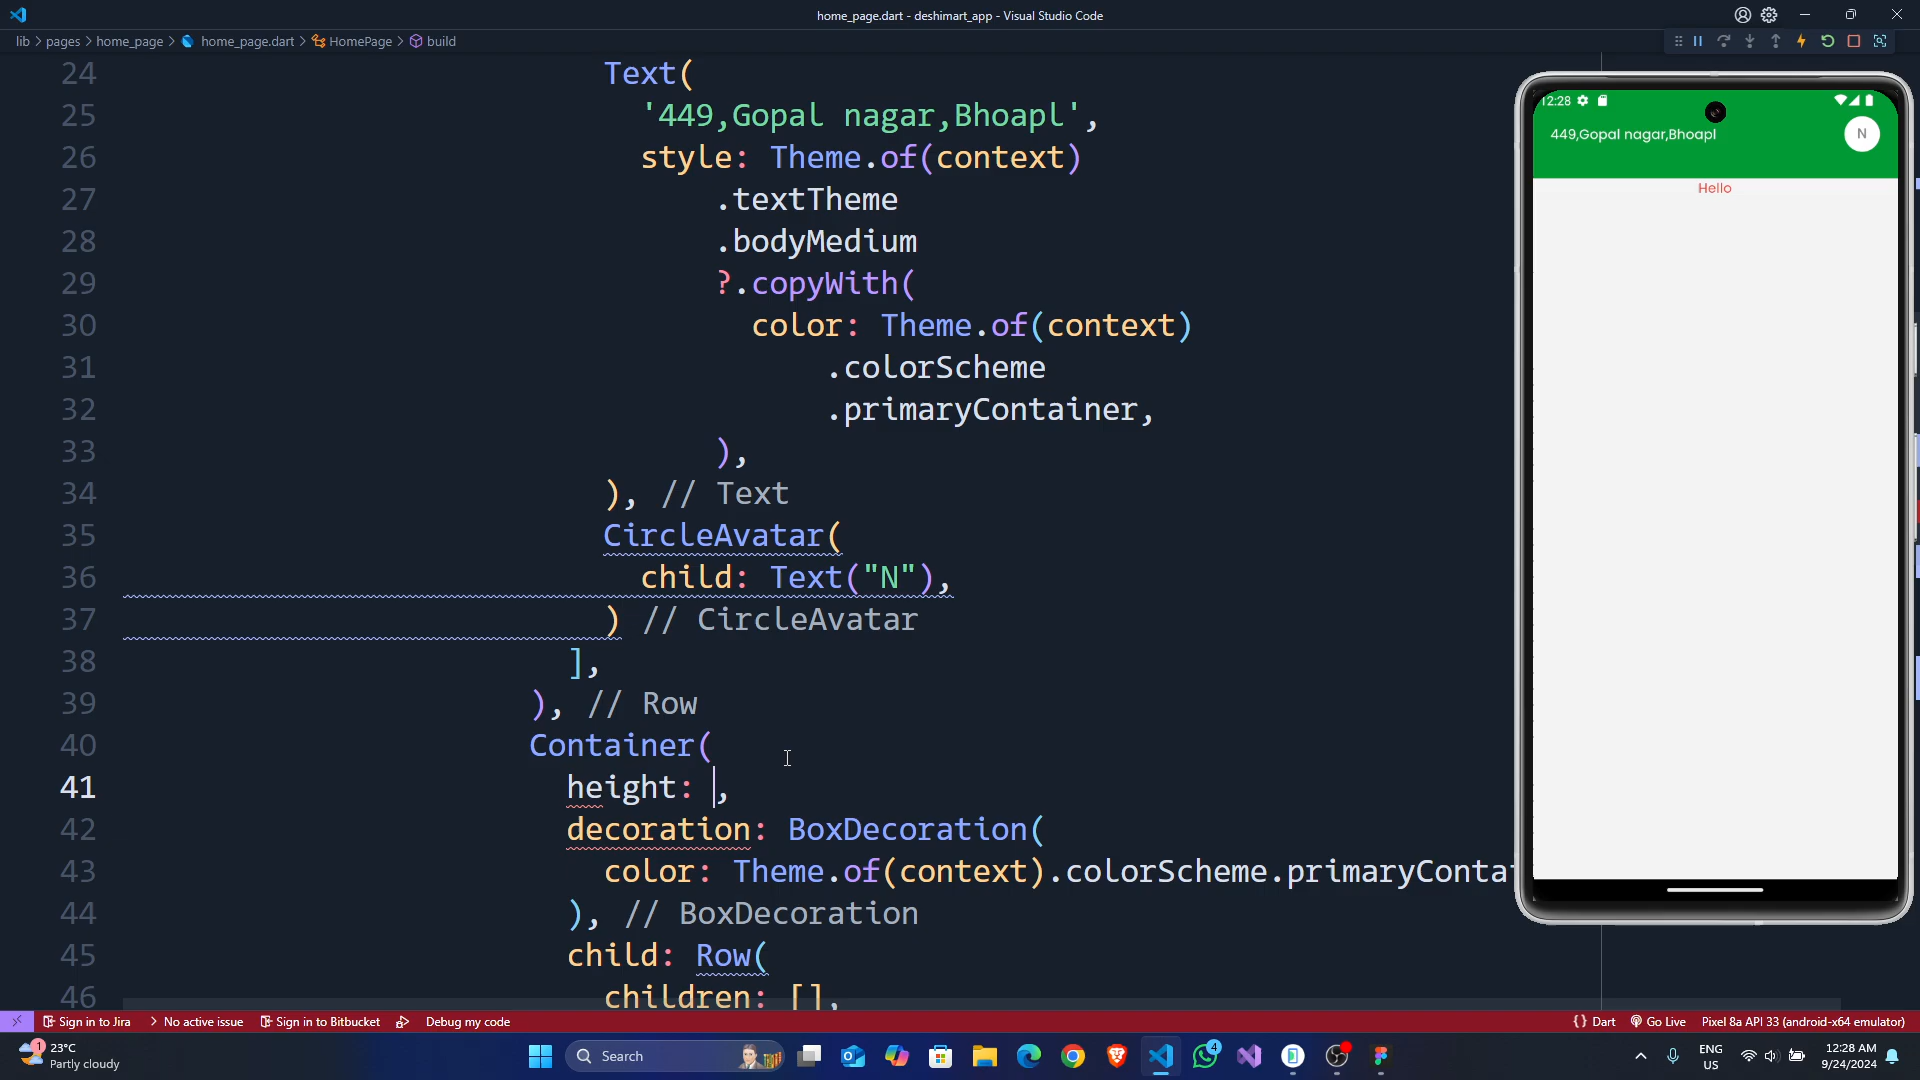 home_page.dart - deshimart_app - Visual Studio Code
lib > pages > home_page > home_page.dart > HomePage > build
24 Text(
25 '449,Gopal nagar,Bhoapl',
26 style: Theme.of(context)
27 .textTheme
28 .bodyMedium
29 ?.copyWith(
30 color: Theme.of(context)
31 .colorScheme
32 .primaryContainer,
33 ),
34 ), // Text
35 CircleAvatar(
36 child: Text("N"),
37 ) // CircleAvatar
38 ],
39 ), // Row
40 Container(
41 height: ,
42 decoration: BoxDecoration(
43 color: Theme.of(context).colorScheme.primaryConta
44 ), // BoxDecoration
45 child: Row(
46 children: [],
12:28
449,Gopal nagar,Bhoapl
N
Hello
Sign in to Jira > No active issue Sign in to Bitbucket Debug my code {} Dart Go Live Pixel 8a API 33 (android-x64 emulator)
1
23°C
Partly cloudy
Search
4
ENG
US
12:28 AM
9/24/2024